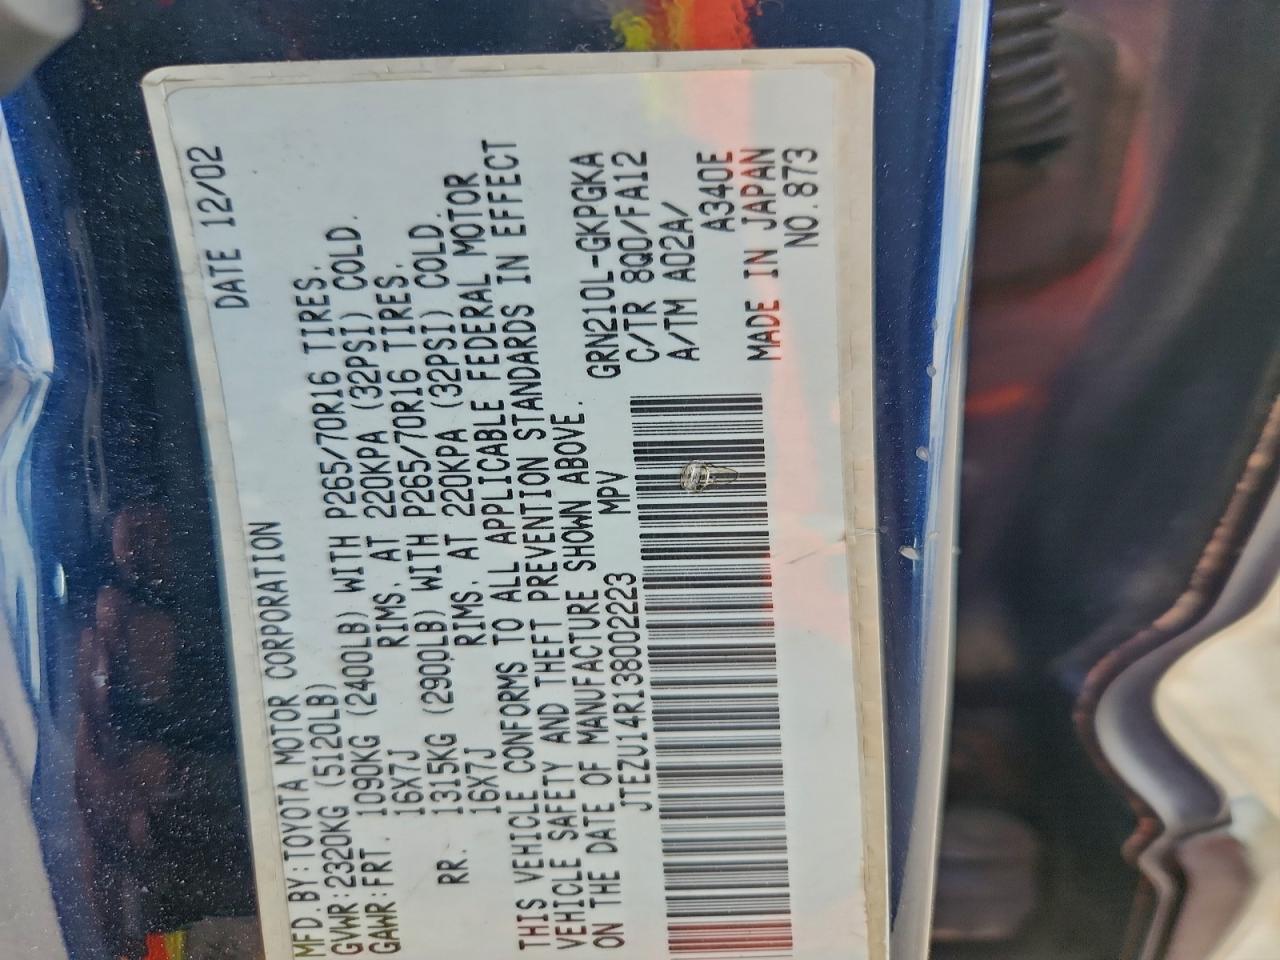 MFD.BY:TOYOTA MOTOR CORPORATION DATE 12/02
GVWR:2320KG (5120LB)
GAWR:FRT. 1090KG (2400LB) WITH P265/70R16 TIRES.
16X7J RIMS. AT 220KPA (32PSI) COLD.
RR. 1315KG (2900LB) WITH P265/70R16 TIRES.
16X7J RIMS. AT 220KPA (32PSI) COLD.
THIS VEHICLE CONFORMS TO ALL APPLICABLE FEDERAL MOTOR
VEHICLE SAFETY AND THEFT PREVENTION STANDARDS IN EFFECT
ON THE DATE OF MANUFACTURE SHOWN ABOVE.
JTEZU14R138002223 MPV
GRN210L-GKPGKA
C/TR 8Q0/FA12
A/TM A02A/
A340E
MADE IN JAPAN
NO.873